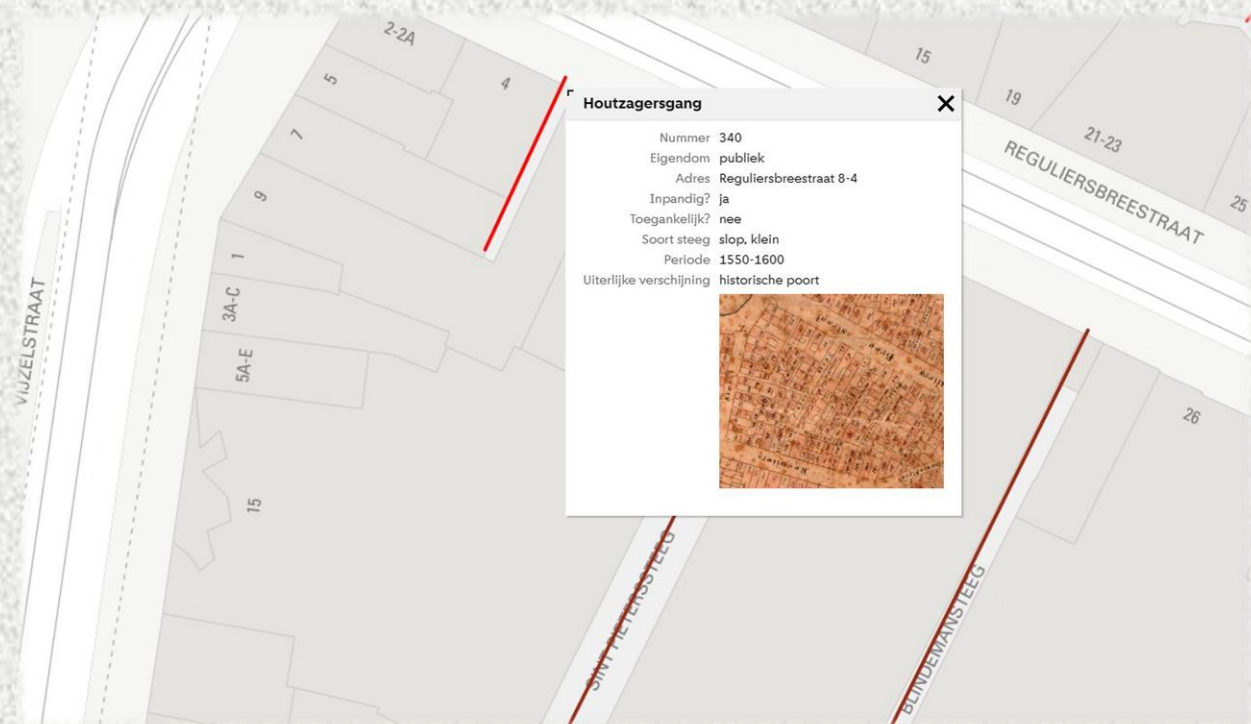 2-2A
5
4
7
9
1
3A-C
5A-E
15
VIJZELSTRAAT
15
19
21-23
25
REGULIERSBREESTRAAT
26
Houtzagersgang
Nummer 340
Eigendom publiek
Adres Reguliersbreestraat 8-4
Inpandig? ja
Toegankelijk? nee
Soort steeg slop, klein
Periode 1550-1600
Uiterlijke verschijning historische poort
SINT PIETERSSTEEG
BLINDEMANSTEEG